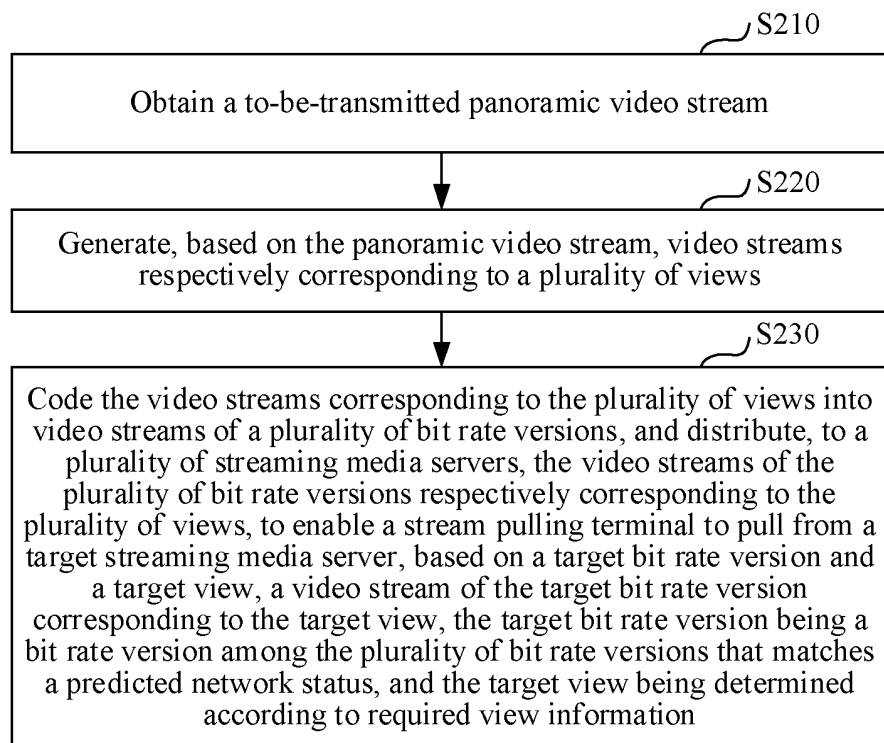 S210
Obtain a to-be-transmitted panoramic video stream
S220
Generate, based on the panoramic video stream, video streams
respectively corresponding to a plurality of views
S230
Code the video streams corresponding to the plurality of views into
video streams of a plurality of bit rate versions, and distribute, to a
plurality of streaming media servers, the video streams of the
plurality of bit rate versions respectively corresponding to the
plurality of views, to enable a stream pulling terminal to pull from a
target streaming media server, based on a target bit rate version and
a target view, a video stream of the target bit rate version
corresponding to the target view, the target bit rate version being a
bit rate version among the plurality of bit rate versions that matches
a predicted network status, and the target view being determined
according to required view information